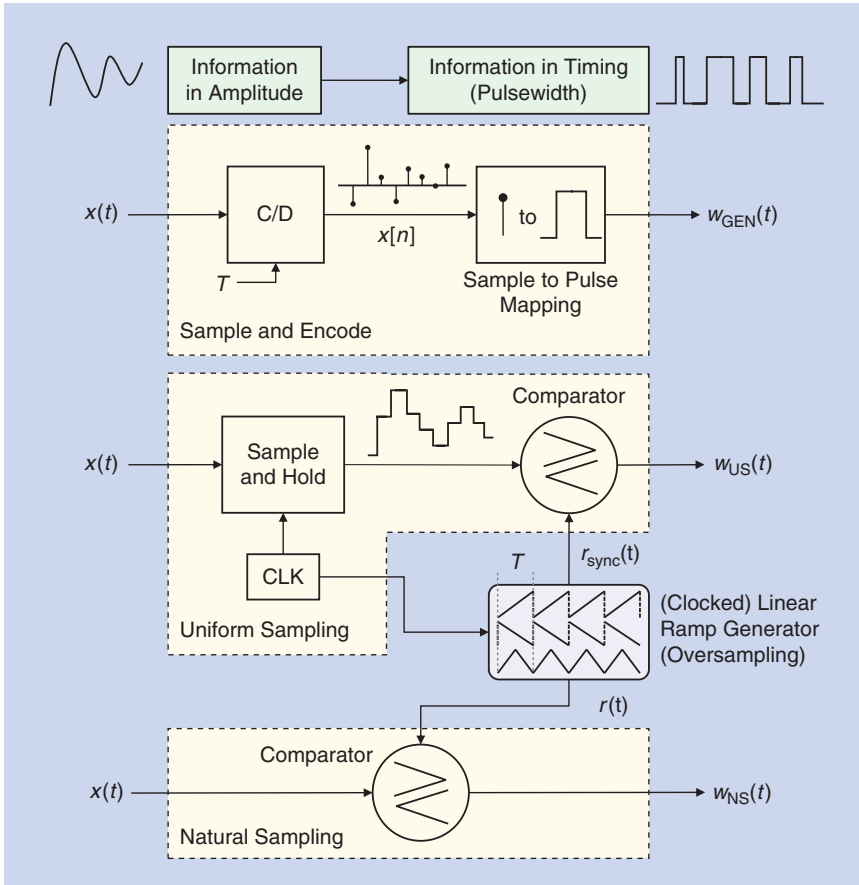 Information
in Amplitude
Information in Timing
(Pulsewidth)
x(t)
C/D
T
x[n]
to
Sample to Pulse
Mapping
w_GEN(t)
Sample and Encode
x(t)
Sample
and Hold
Comparator
w_US(t)
CLK
Uniform Sampling
T
r_sync(t)
(Clocked) Linear
Ramp Generator
(Oversampling)
r(t)
x(t)
Comparator
w_NS(t)
Natural Sampling